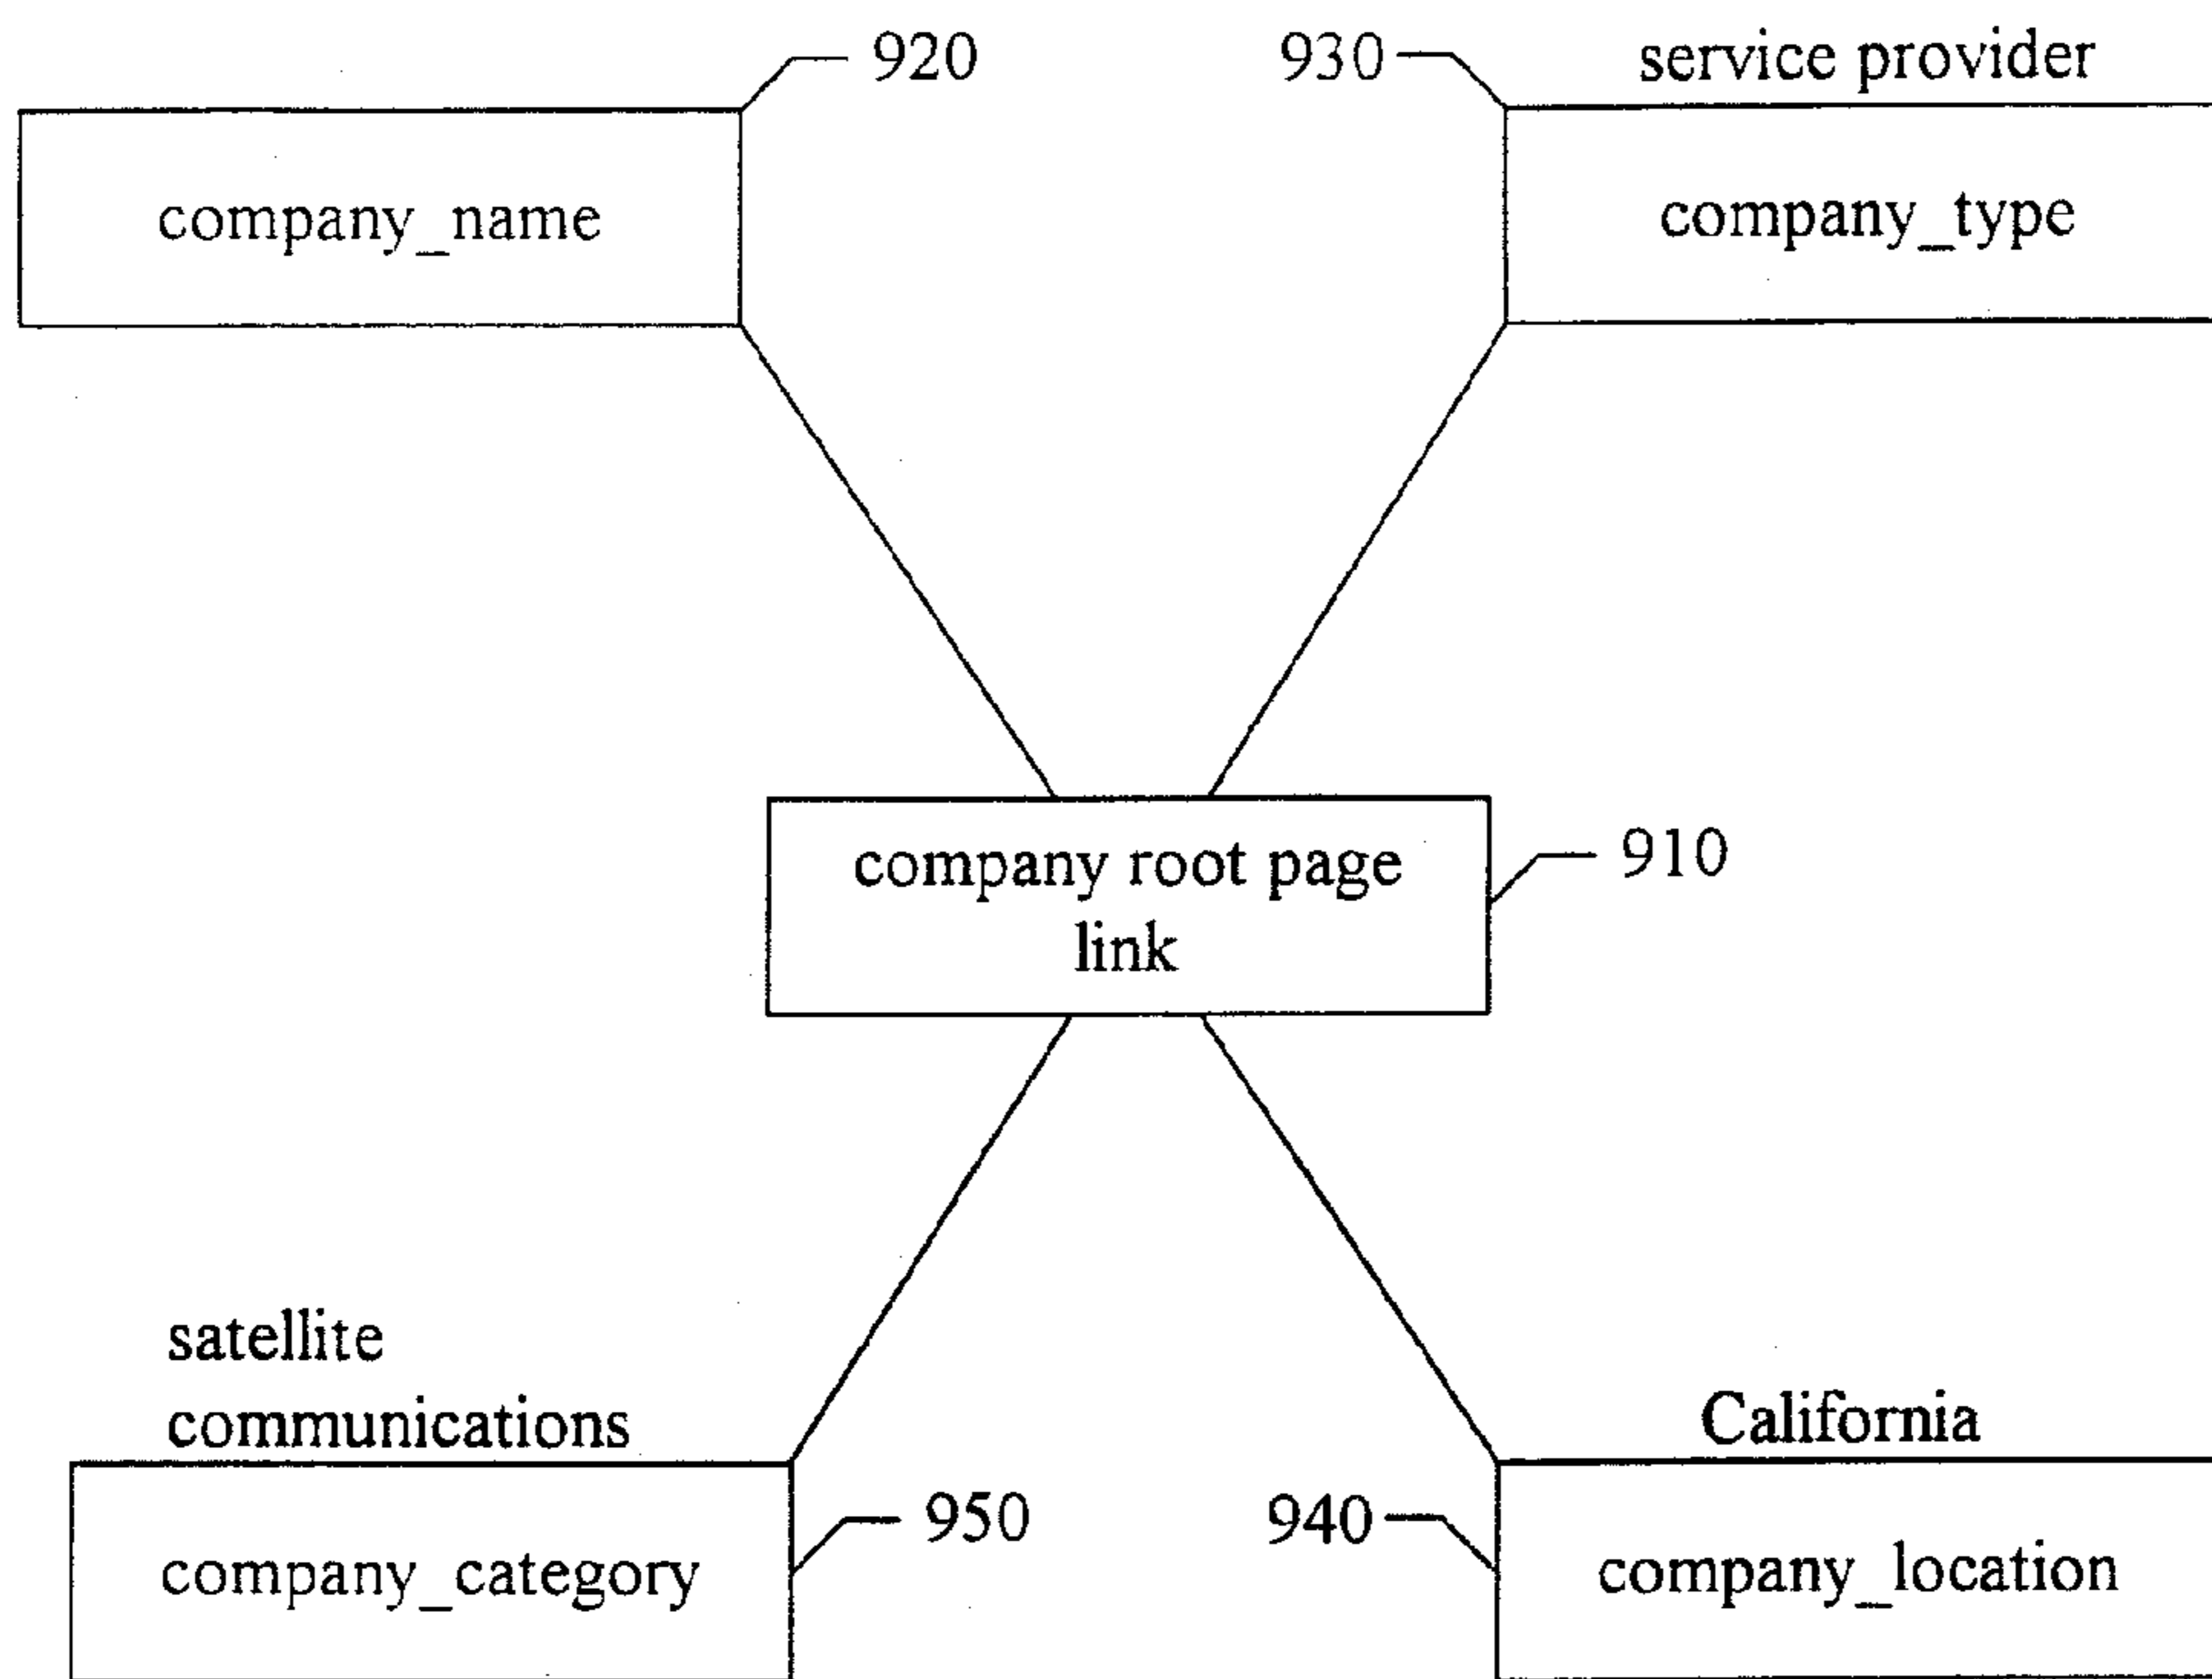 920
930
service provider
company_name
company_type
company root page
link
910
satellite
communications
California
950
940
company_category
company_location